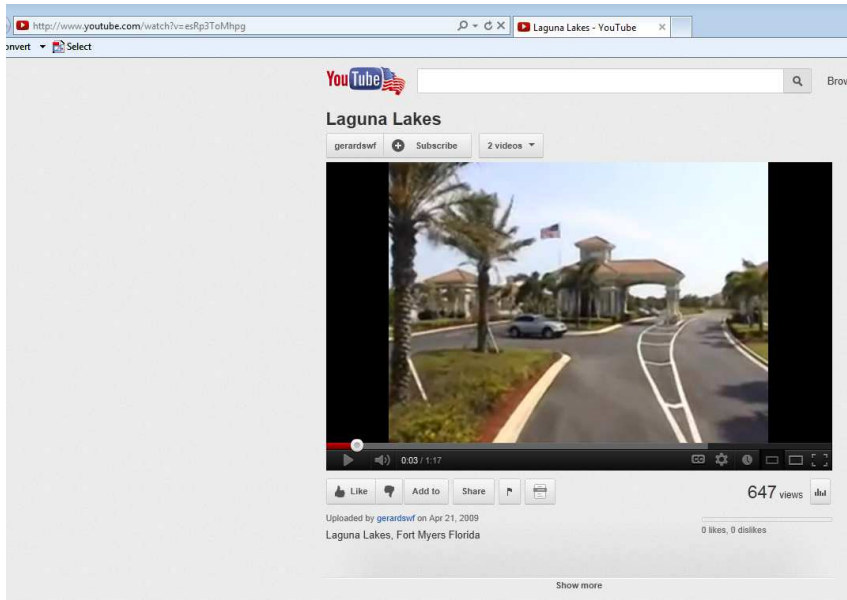 http://www.youtube.com/watch?v=esRp3ToMhpg
Laguna Lakes - YouTube
onvert Select
YouTube
Brow
Laguna Lakes
gerardswf Subscribe 2 videos
0:03 / 1:17
CC
Like Add to Share 647 views
Uploaded by gerardswf on Apr 21, 2009
0 likes, 0 dislikes
Laguna Lakes, Fort Myers Florida
Show more